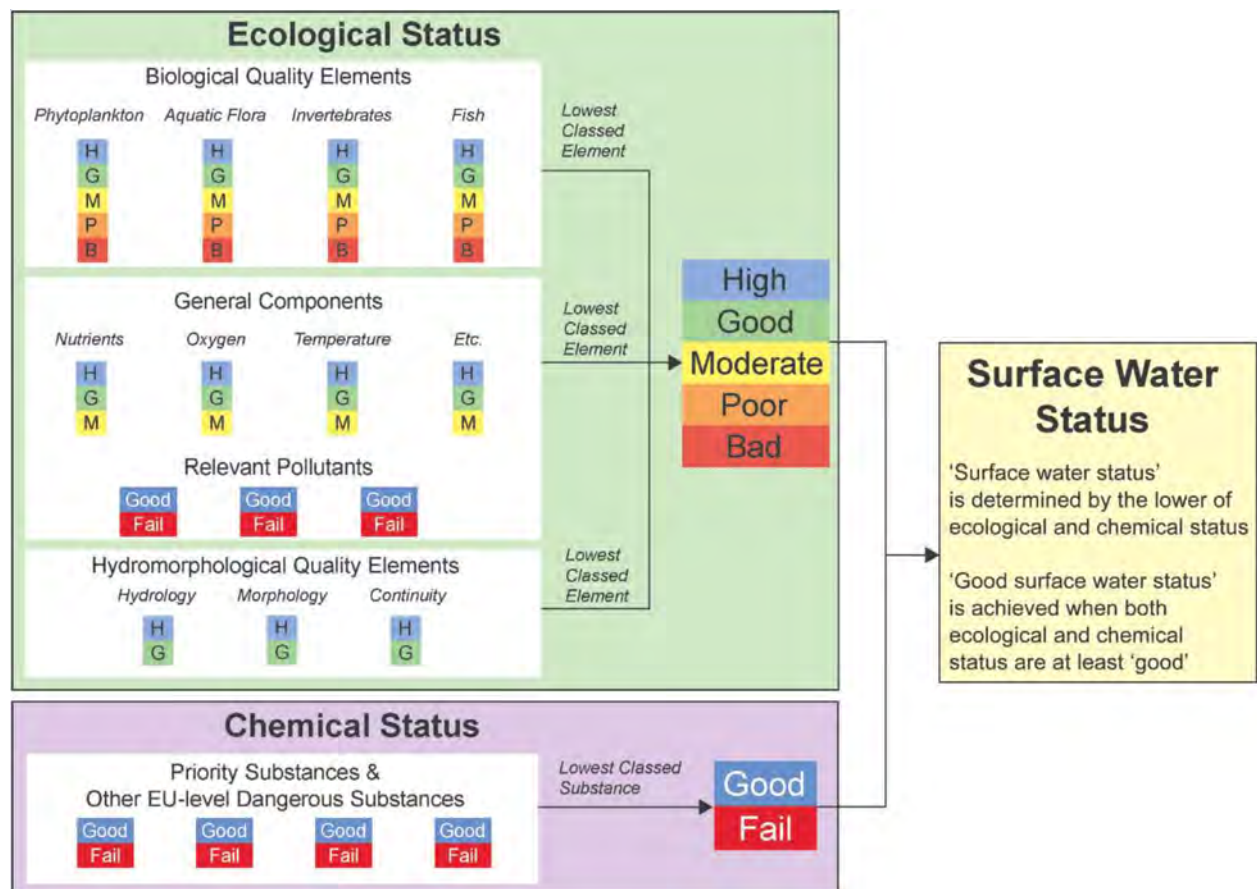 Ecological Status
Biological Quality Elements
Phytoplankton Aquatic Flora Invertebrates Fish
H H H H
G G G G
M M M M
P P P P
B B B B
Lowest
Classed
Element
General Components
Nutrients Oxygen Temperature Etc.
H H H H
G G G G
M M M M
Relevant Pollutants
Good Good Good
Fail Fail Fail
Lowest
Classed
Element
Hydromorphological Quality Elements
Hydrology Morphology Continuity
H H H
G G G
Lowest
Classed
Element
High
Good
Moderate
Poor
Bad
Chemical Status
Priority Substances &
Other EU-level Dangerous Substances
Good Good Good Good
Fail Fail Fail Fail
Lowest Classed
Substance
Good
Fail
Surface Water
Status
‘Surface water status’
is determined by the lower of
ecological and chemical status
‘Good surface water status’
is achieved when both
ecological and chemical
status are at least ‘good’